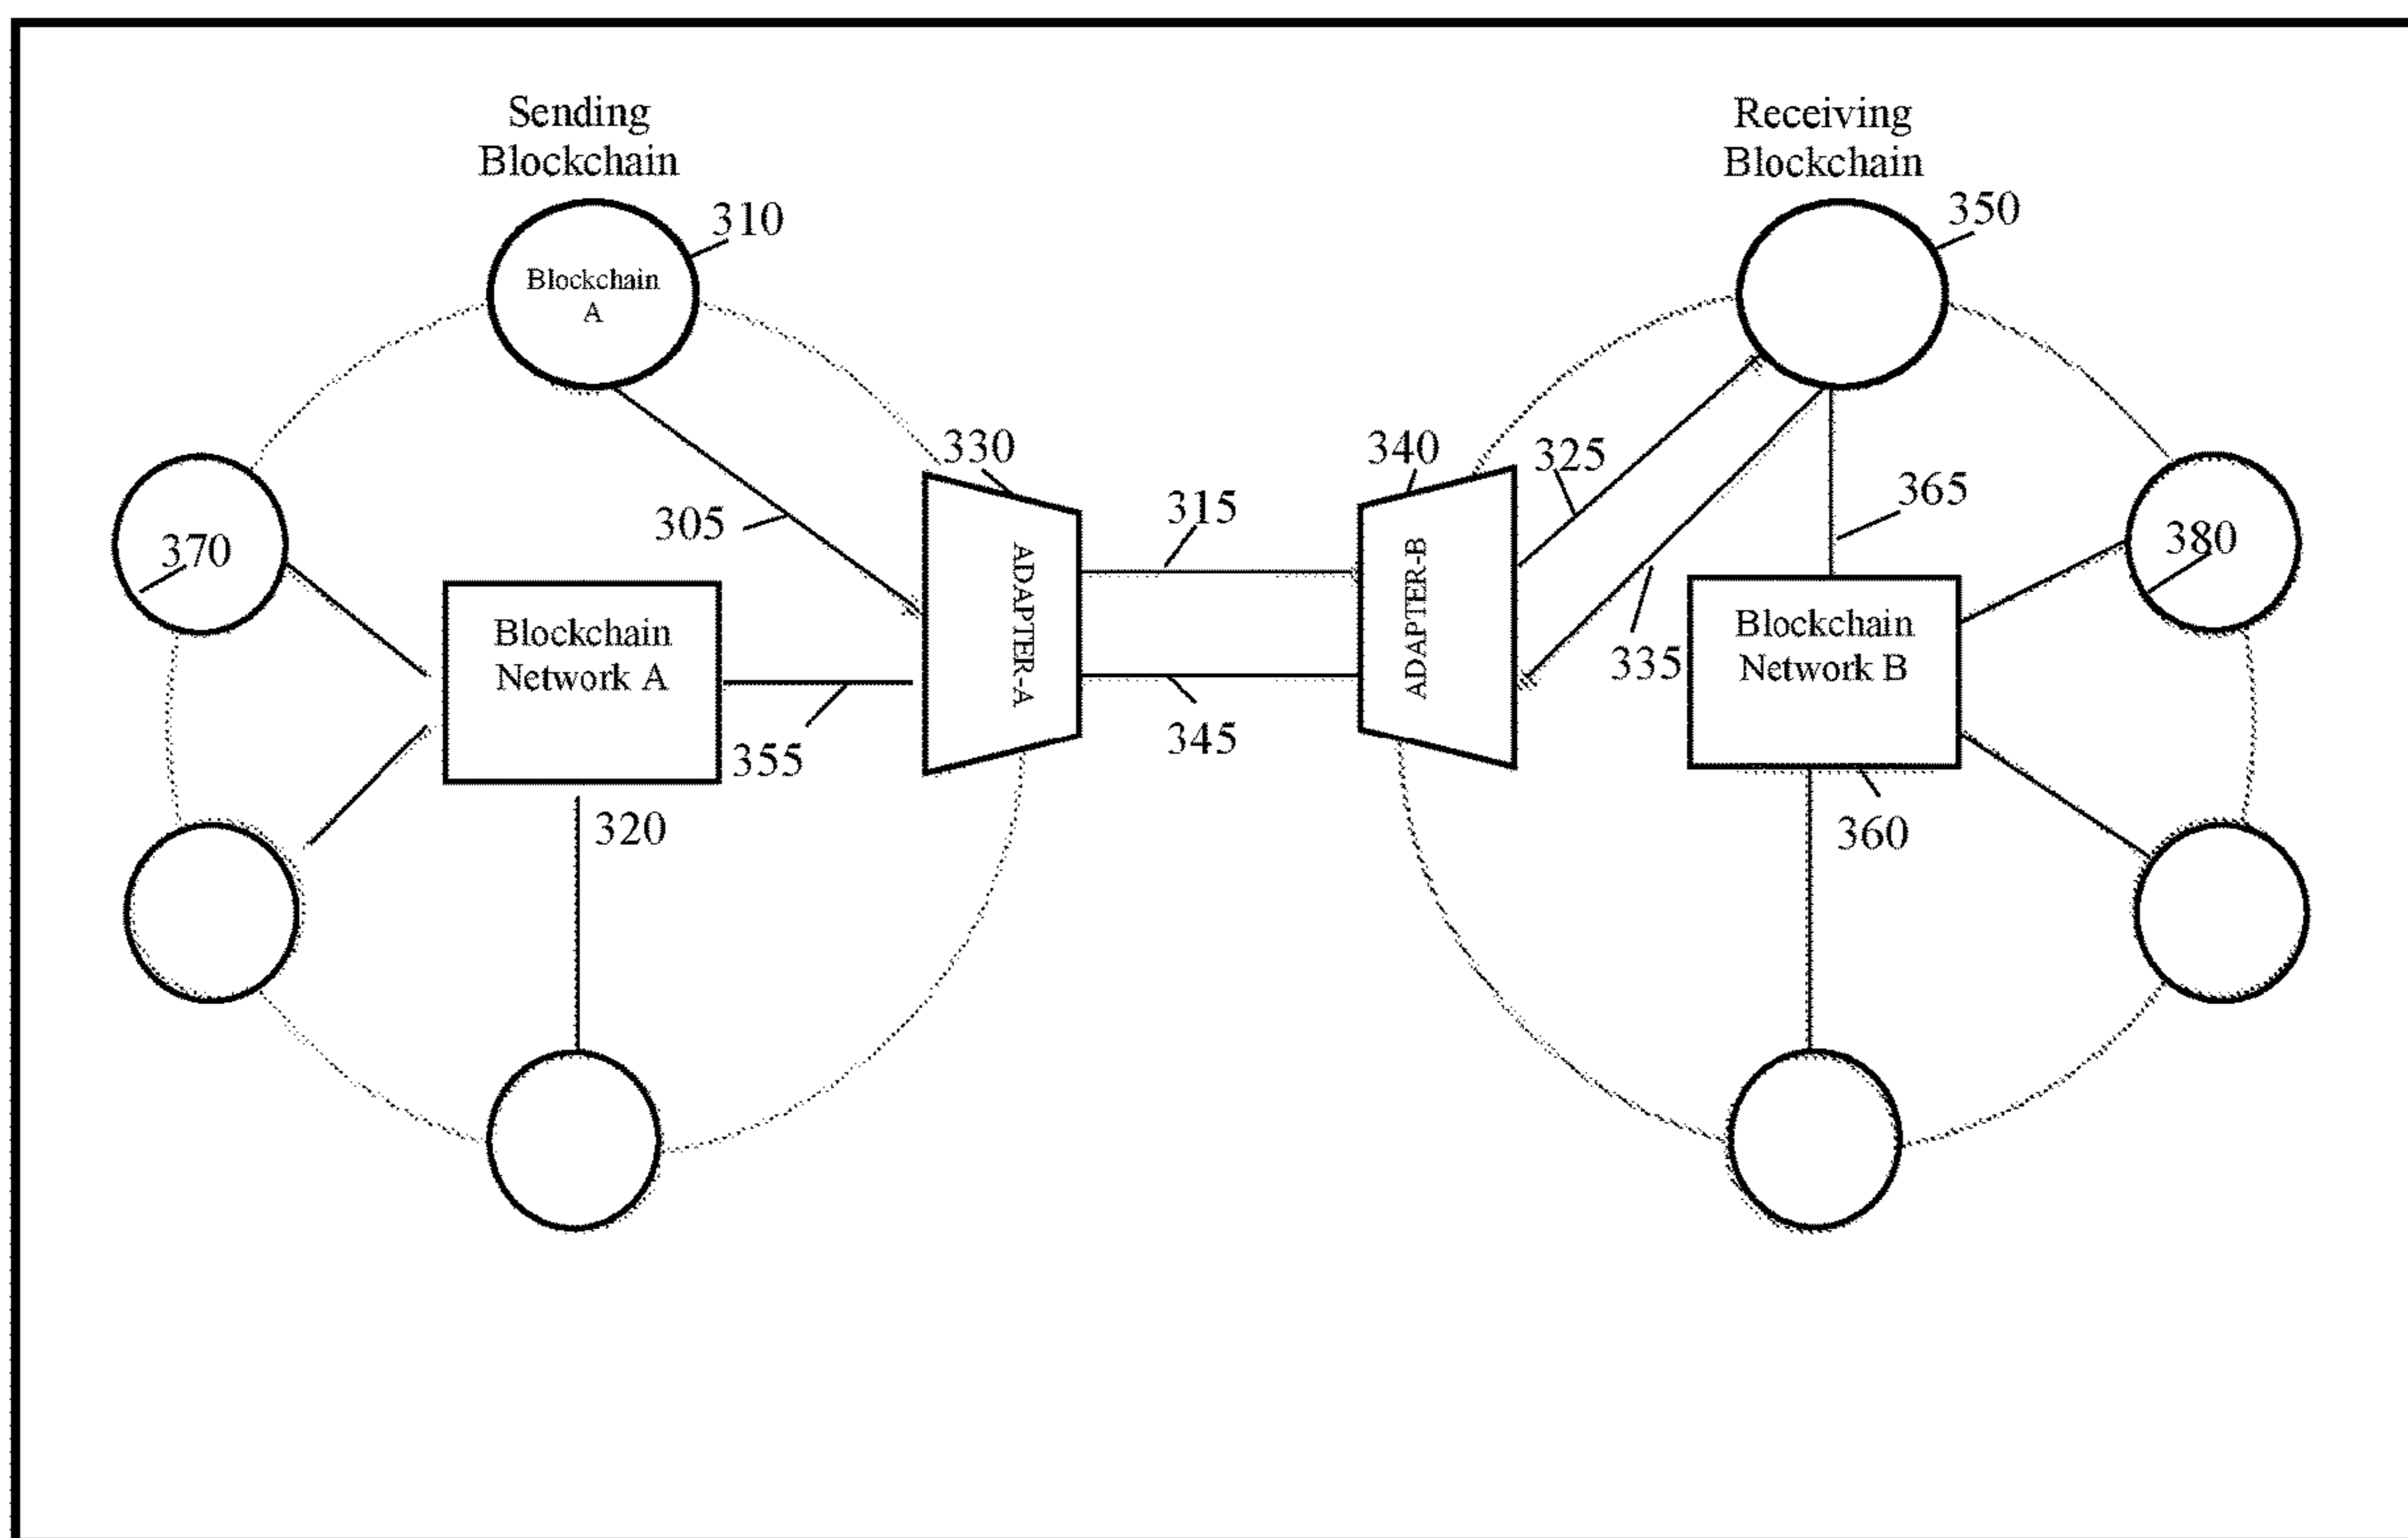 Sending
Blockchain
310
Blockchain
A
Receiving
Blockchain
350
330
340
325
305
315
365
370
380
ADAPTER-A
ADAPTER-B
Blockchain
Network A
Blockchain
Network B
335
355
345
320
360